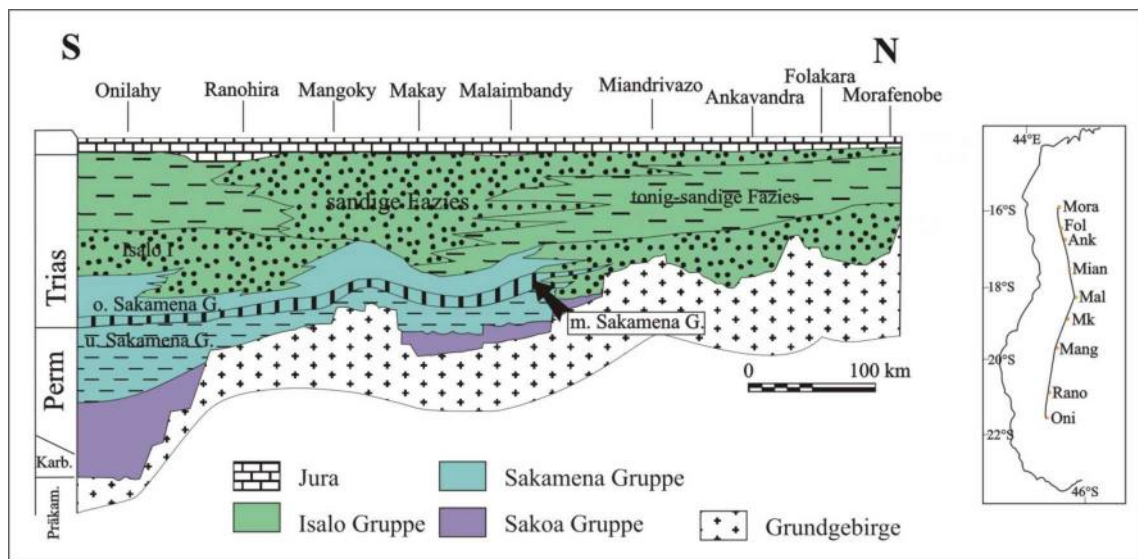 S
N
Onilahy
Ranohira
Mangoky
Makay
Malaimbandy
Miandrivazo
Ankavandra
Folakara
Morafenobe
Trias
Perm
Karb.
Präkam.
sandige Fazies
tonig-sandige Fazies
Isalo I
o. Sakamena G.
m. Sakamena G.
u. Sakamena G.
0 100 km
Jura
Isalo Gruppe
Sakamena Gruppe
Sakoa Gruppe
Grundgebirge
44°E
16°S
18°S
20°S
22°S
46°S
Mora
Fol
Ank
Mian
Mal
Mk
Mang
Rano
Oni